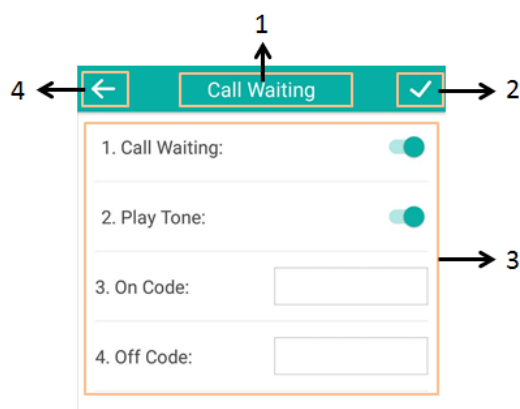 1
4
Call Waiting
2
1. Call Waiting:
2. Play Tone:
3
3. On Code:
4. Off Code: